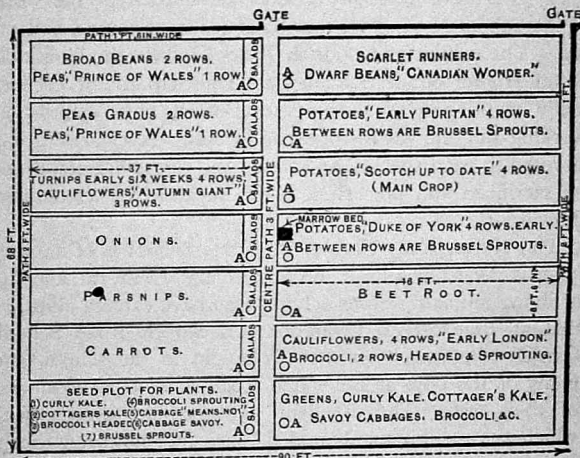 GATE
GATE
PATH 1 FT. 6 IN. WIDE
BROAD BEANS 2 ROWS.
PEAS, "PRINCE OF WALES" 1 ROW.
A
SALADS
SCARLET RUNNERS.
DWARF BEANS, "CANADIAN WONDER."
A
1 FT.
PEAS GRADUS 2 ROWS.
PEAS, "PRINCE OF WALES" 1 ROW.
A
SALADS
POTATOES, "EARLY PURITAN" 4 ROWS.
BETWEEN ROWS ARE BRUSSEL SPROUTS.
A
37 FT.
TURNIPS EARLY SIX WEEKS 4 ROWS.
CAULIFLOWERS, "AUTUMN GIANT"
3 ROWS.
A
SALADS
POTATOES, "SCOTCH UP TO DATE" 4 ROWS.
(MAIN CROP)
A
68 FT.
PATH 2 FT. WIDE
CENTRE PATH 3 FT. WIDE
PATH 2 FT. WIDE
ONIONS.
A
SALADS
MARROW BED
POTATOES, "DUKE OF YORK" 4 ROWS. EARLY.
BETWEEN ROWS ARE BRUSSEL SPROUTS.
A
PARSNIPS.
A
SALADS
BEET ROOT.
A
CARROTS.
A
SALADS
CAULIFLOWERS, 4 ROWS, "EARLY LONDON."
BROCCOLI, 2 ROWS, HEADED & SPROUTING.
A
SEED PLOT FOR PLANTS.
(1) CURLY KALE. (4) BROCCOLI SPROUTING
(2) COTTAGERS KALE (5) CABBAGE "MEANS. NOT"
(3) BROCCOLI HEADED (6) CABBAGE SAVOY.
(7) BRUSSEL SPROUTS.
A
SALADS
GREENS, CURLY KALE. COTTAGER'S KALE.
SAVOY CABBAGES. BROCCOLI &C.
A
90 FT